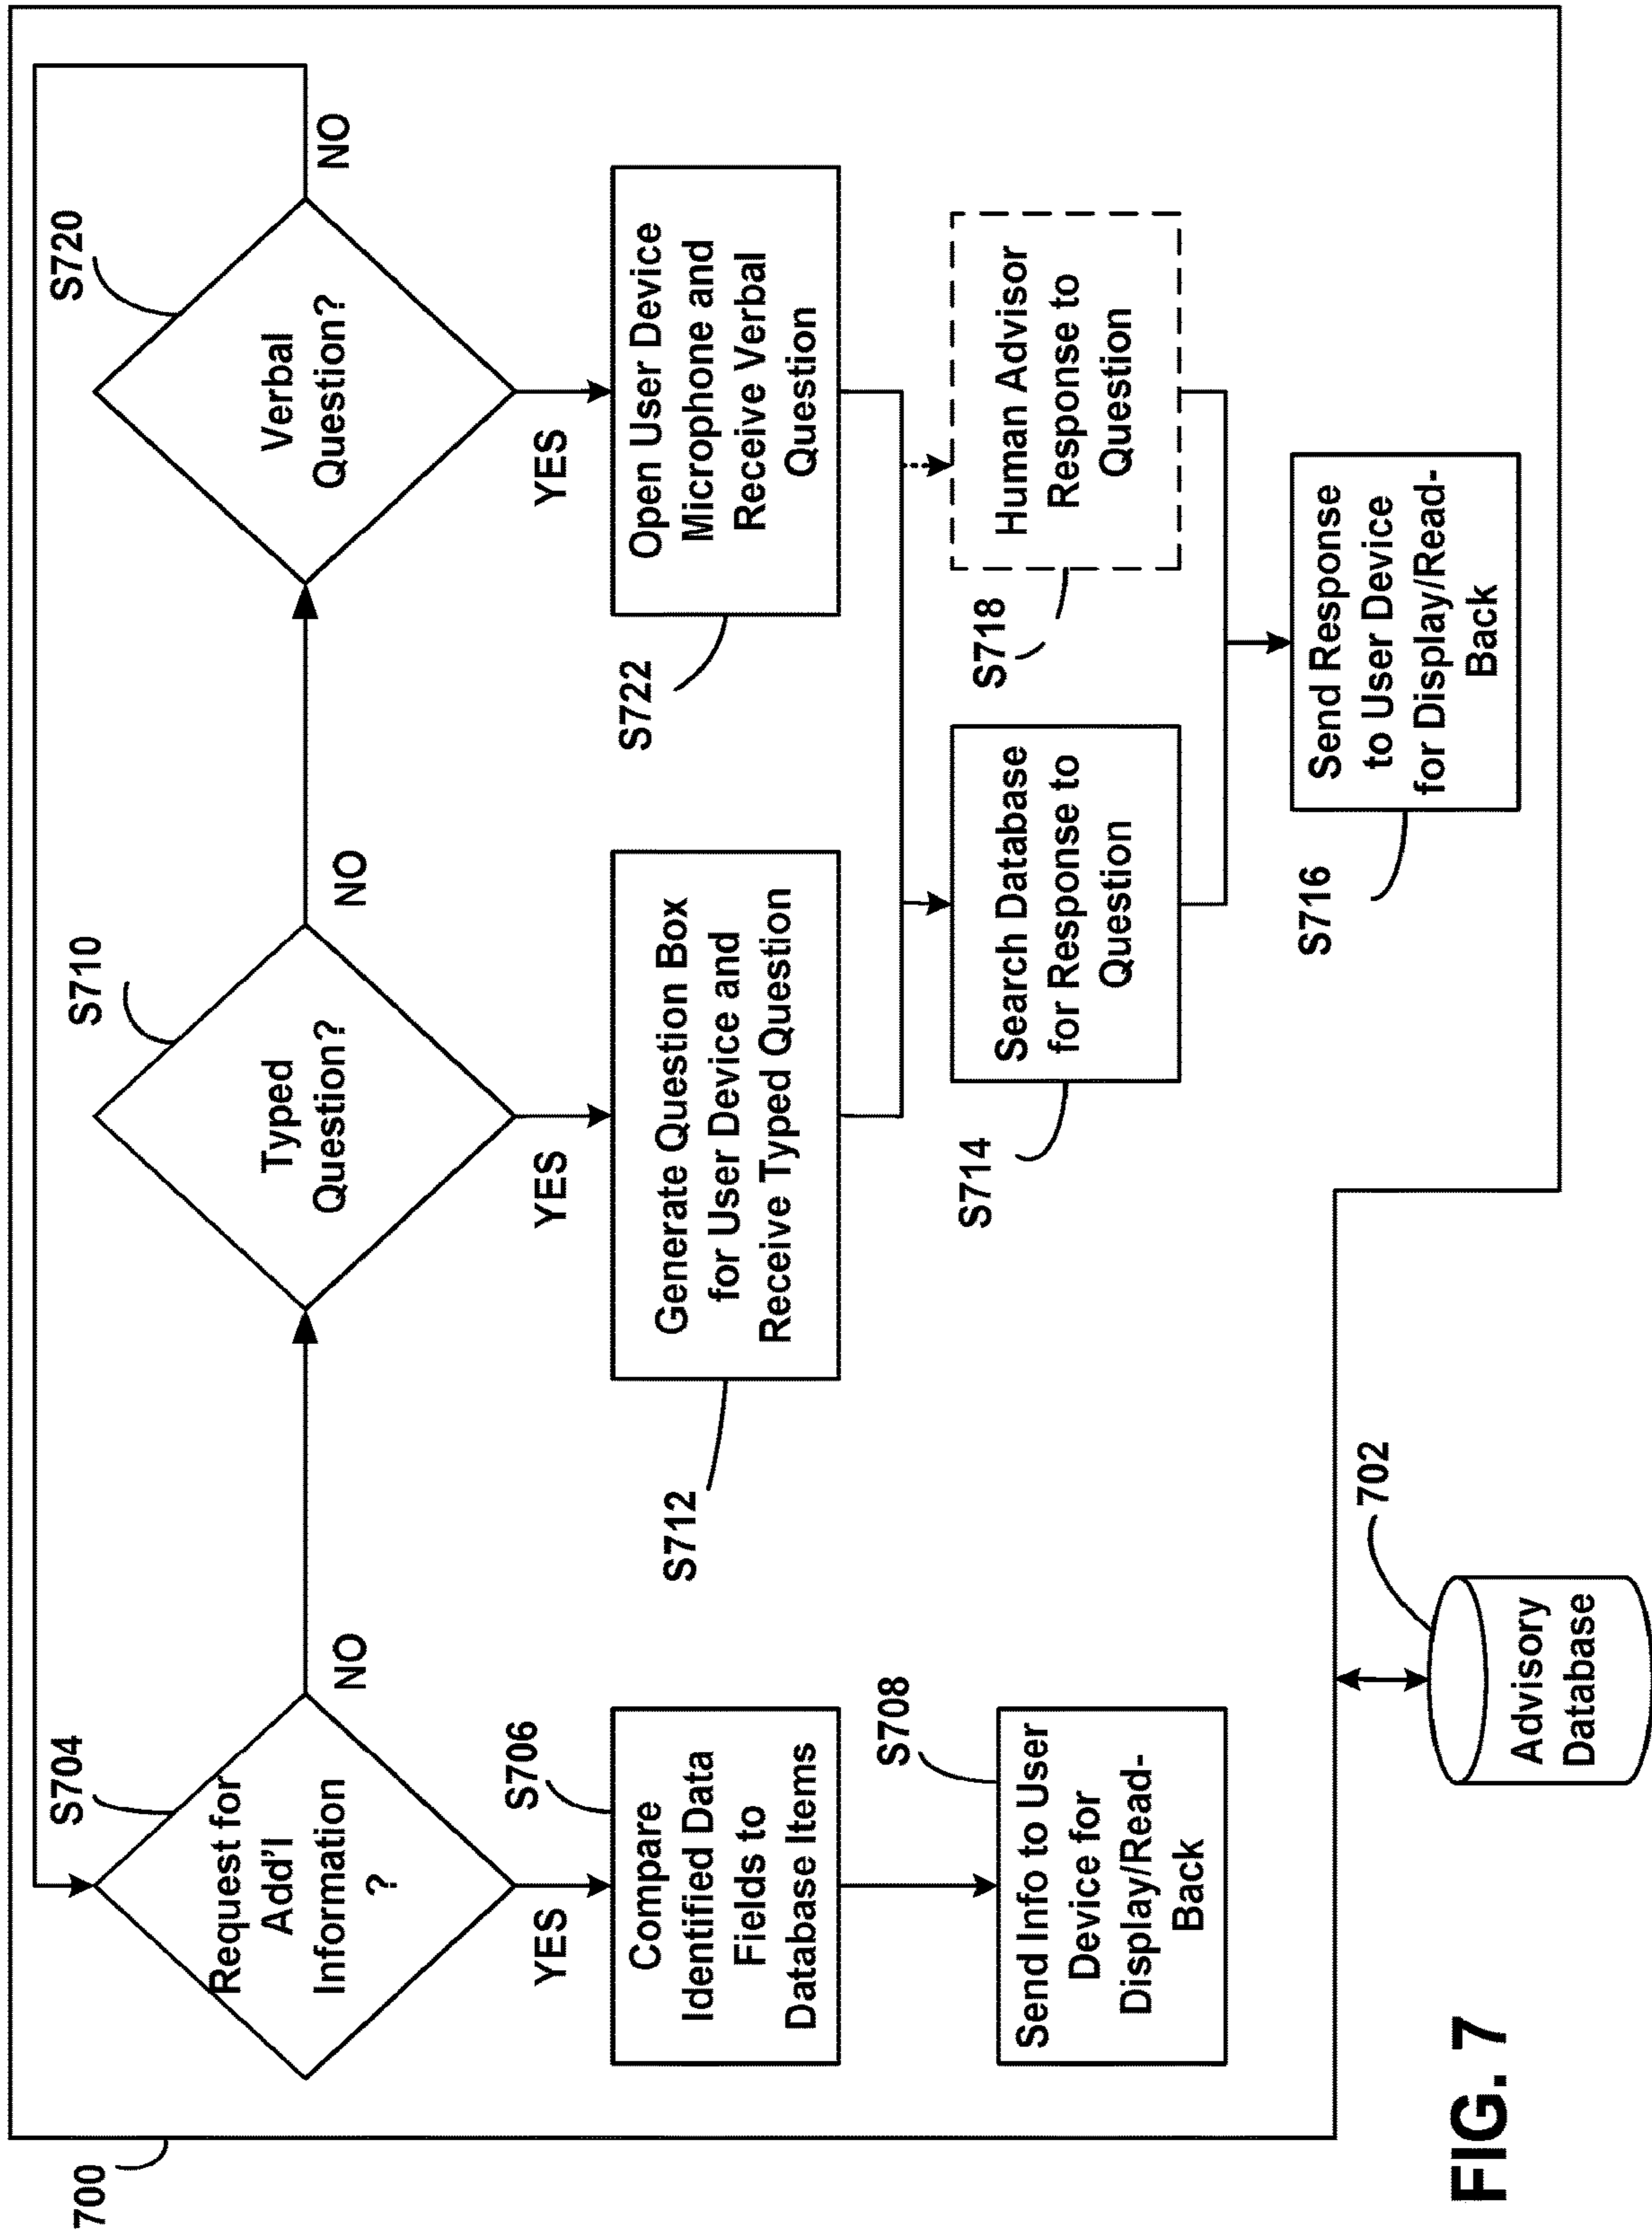 700
S704
Request for
Add'l
Information
?
NO
YES
S710
Typed
Question?
NO
YES
S720
Verbal
Question?
NO
YES
S706
Compare
Identified Data
Fields to
Database Items
S712
Generate Question Box
for User Device and
Receive Typed Question
S722
Open User Device
Microphone and
Receive Verbal
Question
S708
Send Info to User
Device for
Display/Read-
Back
S714
Search Database
for Response to
Question
S718
Human Advisor
Response to
Question
S716
Send Response
to User Device
for Display/Read-
Back
702
Advisory
Database
FIG. 7